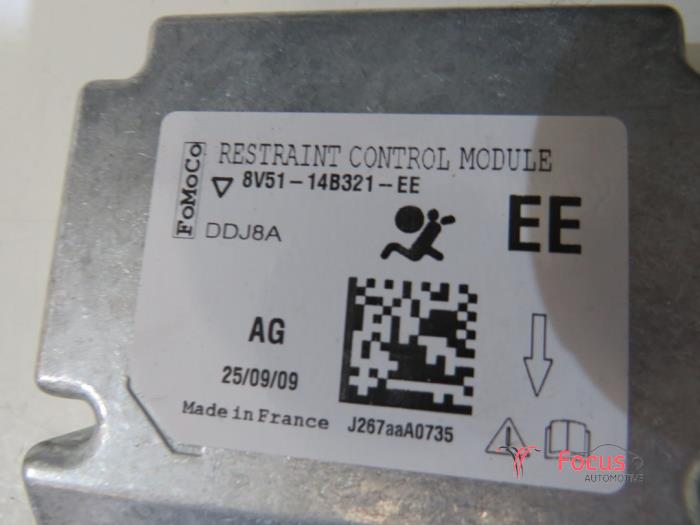 FoMoCo
RESTRAINT CONTROL MODULE
8V51-14B321-EE
DDJ8A
EE
AG
25/09/09
Made in France
J267aaA0735
Focus
AUTOMOTIVE